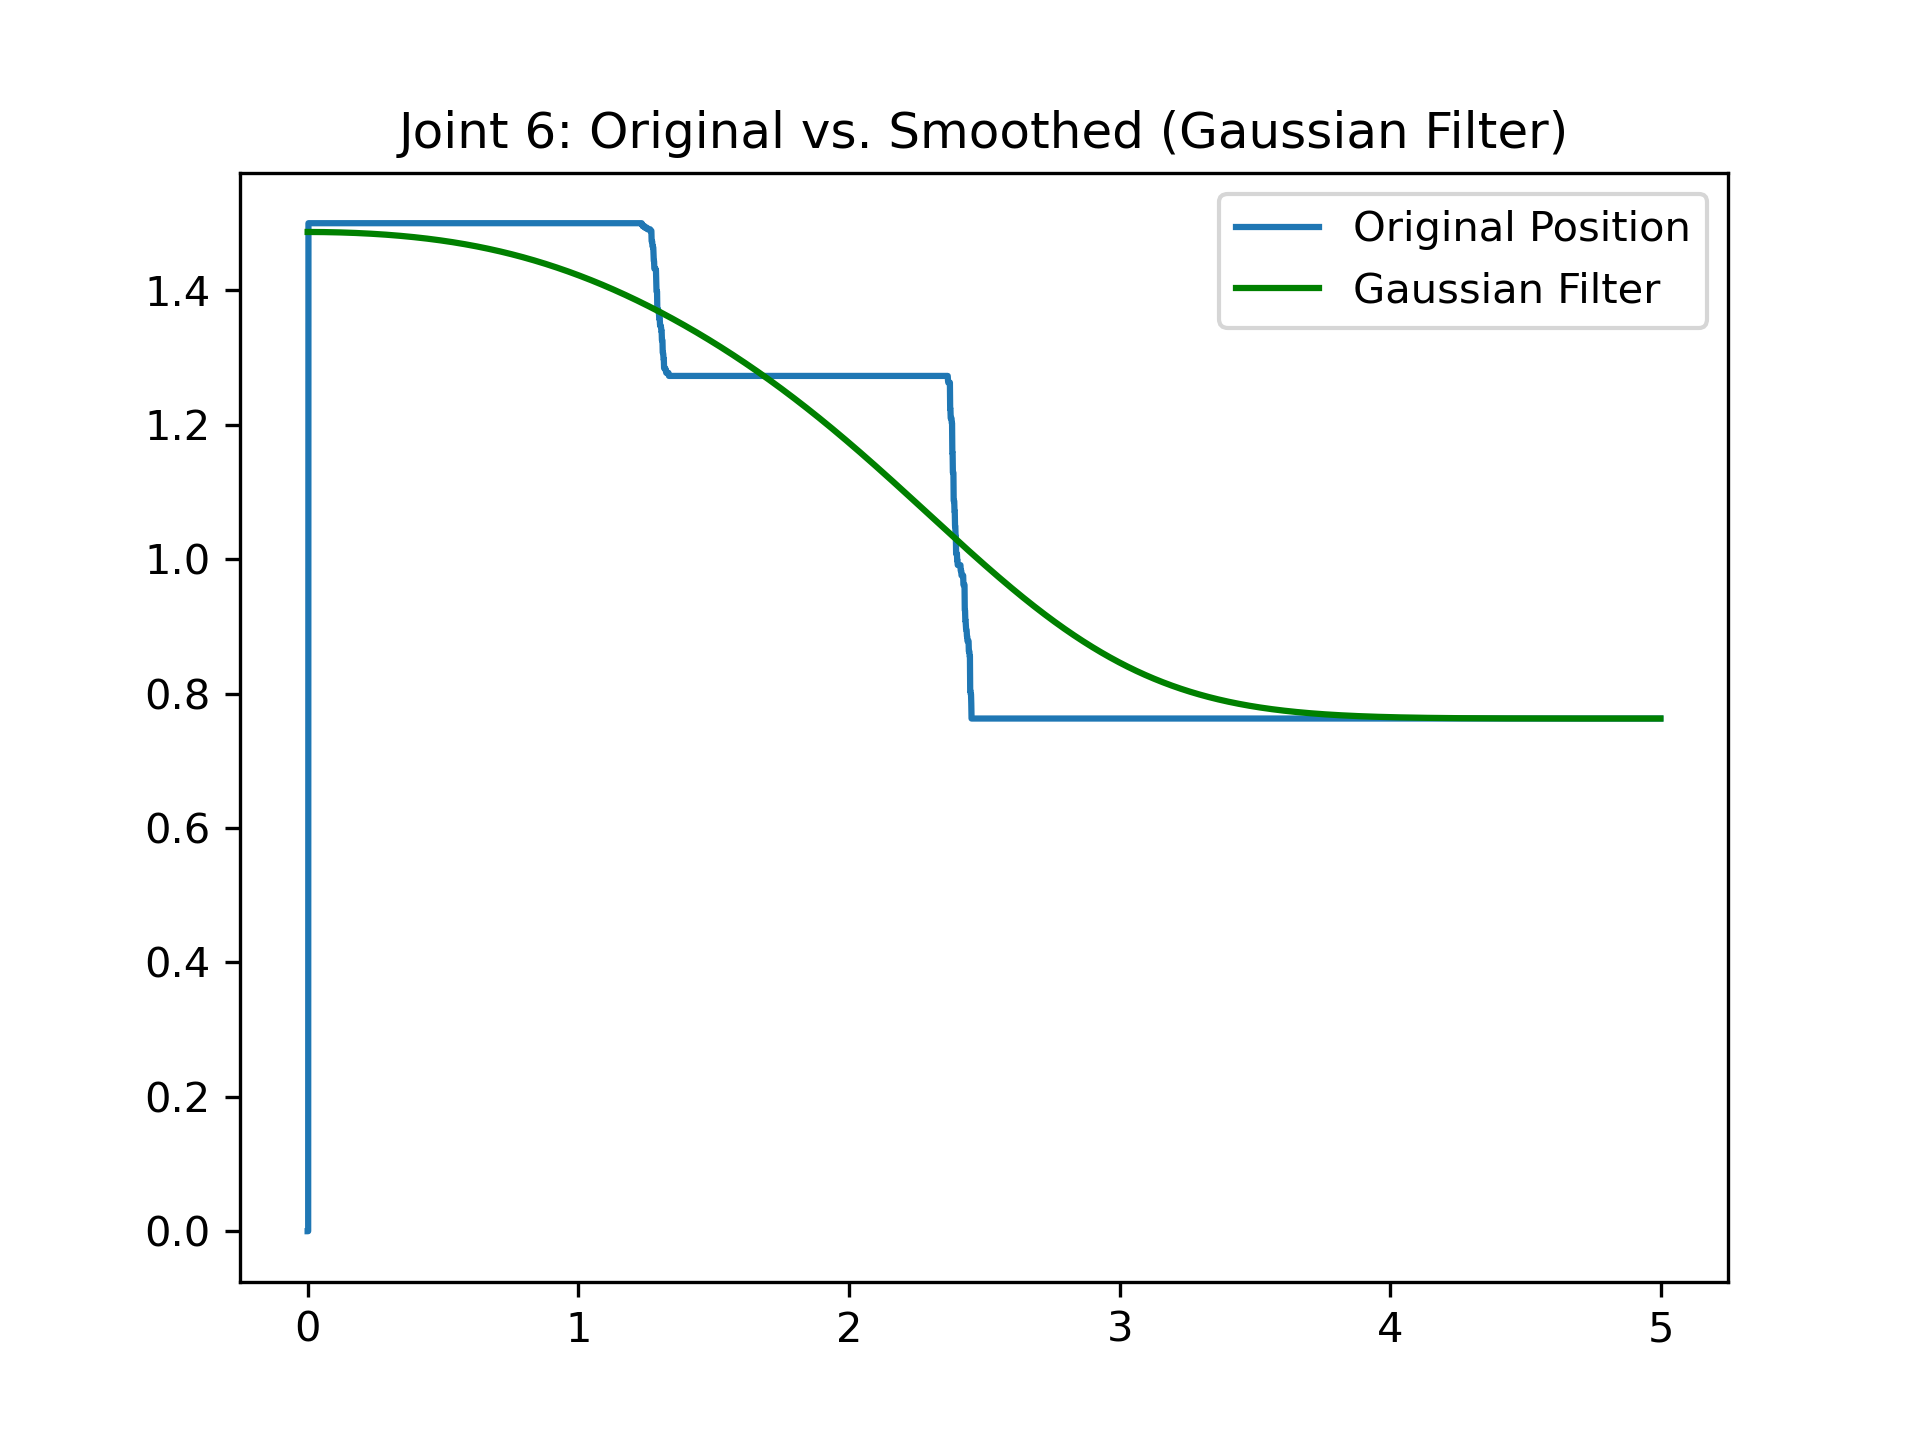 Joint 6: Original vs. Smoothed (Gaussian Filter)
Original Position
Gaussian Filter
1.4
1.2
1.0
0.8
0.6
0.4
0.2
0.0
0 1 2 3 4 5